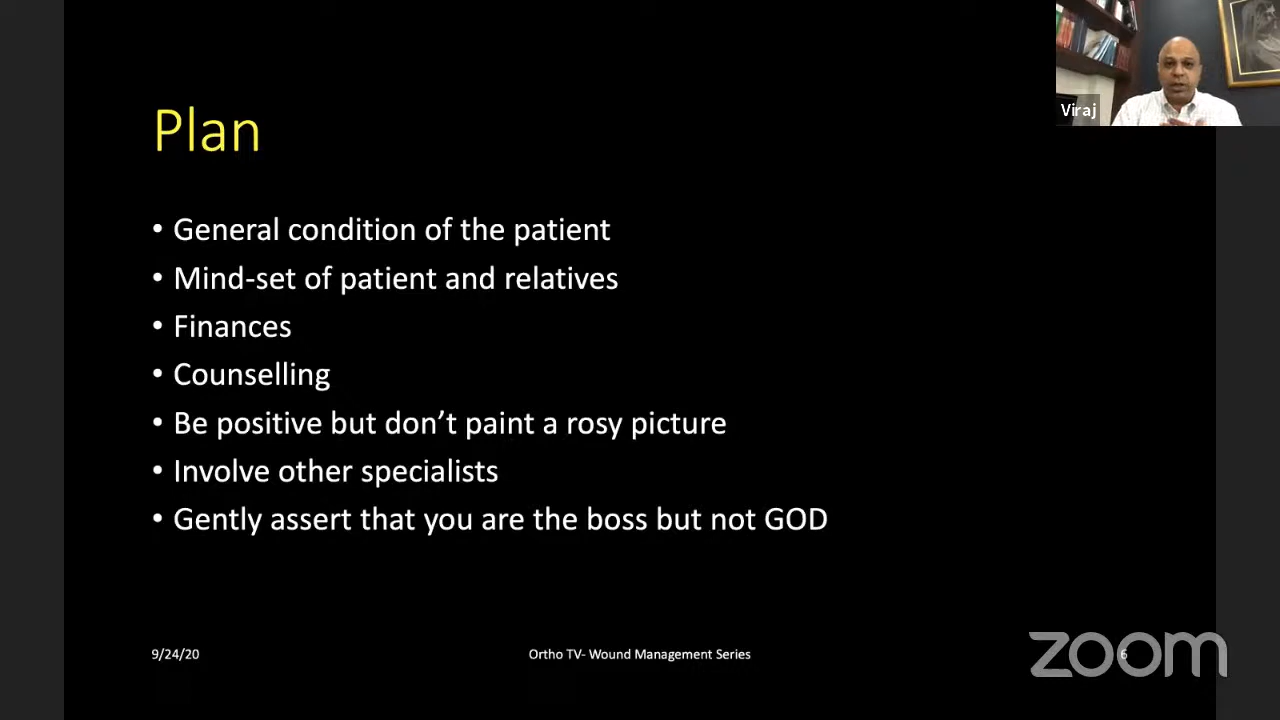 Viraj
Plan
• General condition of the patient
• Mind-set of patient and relatives
• Finances
• Counselling
• Be positive but don’t paint a rosy picture
• Involve other specialists
• Gently assert that you are the boss but not GOD
9/24/20
Ortho TV- Wound Management Series
6
zoom